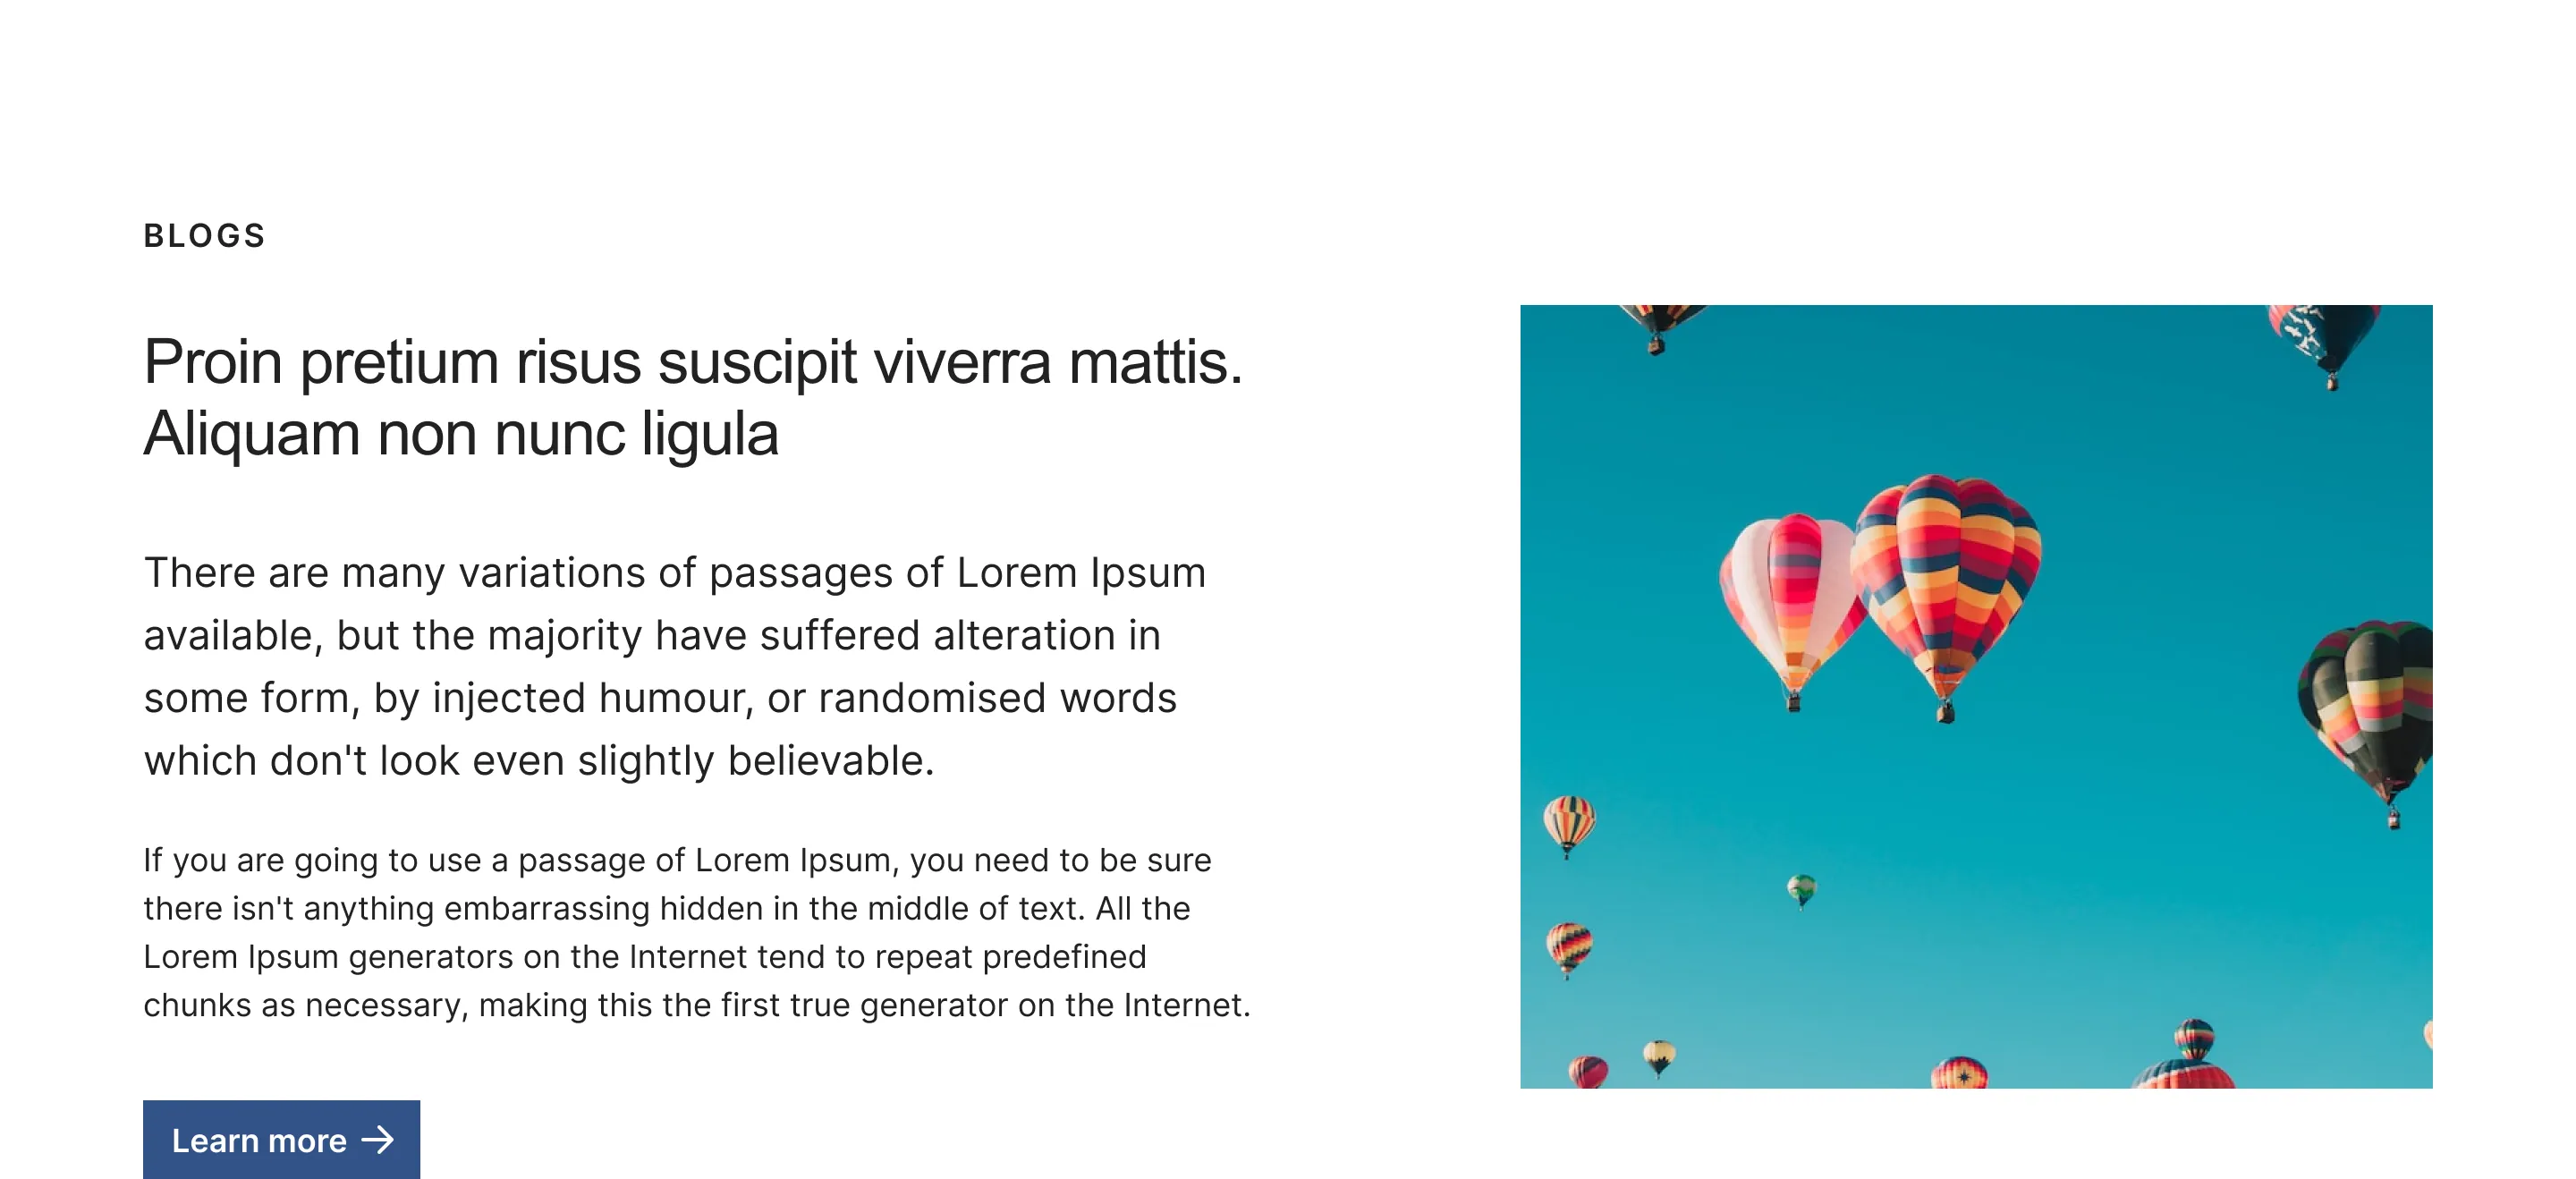 BLOGS
Proin pretium risus suscipit viverra mattis.
Aliquam non nunc ligula
There are many variations of passages of Lorem Ipsum
available, but the majority have suffered alteration in
some form, by injected humour, or randomised words
which don't look even slightly believable.
If you are going to use a passage of Lorem Ipsum, you need to be sure
there isn't anything embarrassing hidden in the middle of text. All the
Lorem Ipsum generators on the Internet tend to repeat predefined
chunks as necessary, making this the first true generator on the Internet.
Learn more